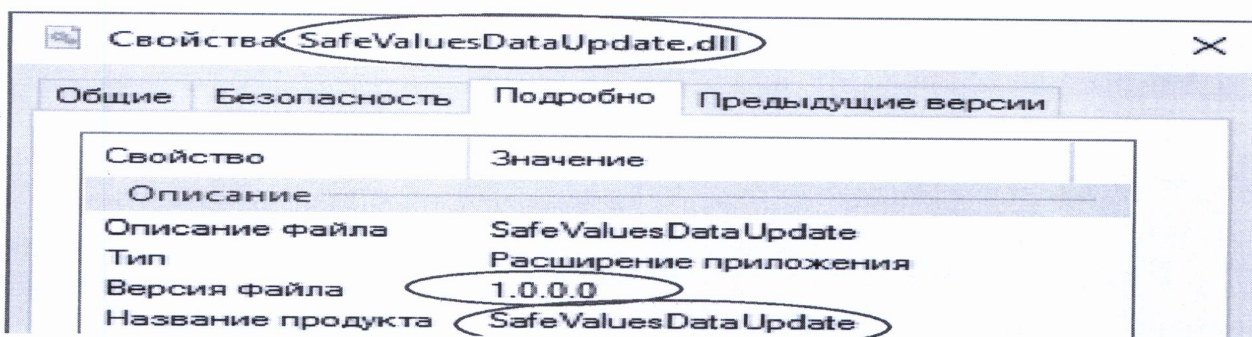 Свойства: SafeValuesDataUpdate.dll
Общие Безопасность Подробно Предыдущие версии
Свойство Значение
Описание
Описание файла SafeValuesDataUpdate
Тип Расширение приложения
Версия файла 1.0.0.0
Название продукта SafeValuesDataUpdate